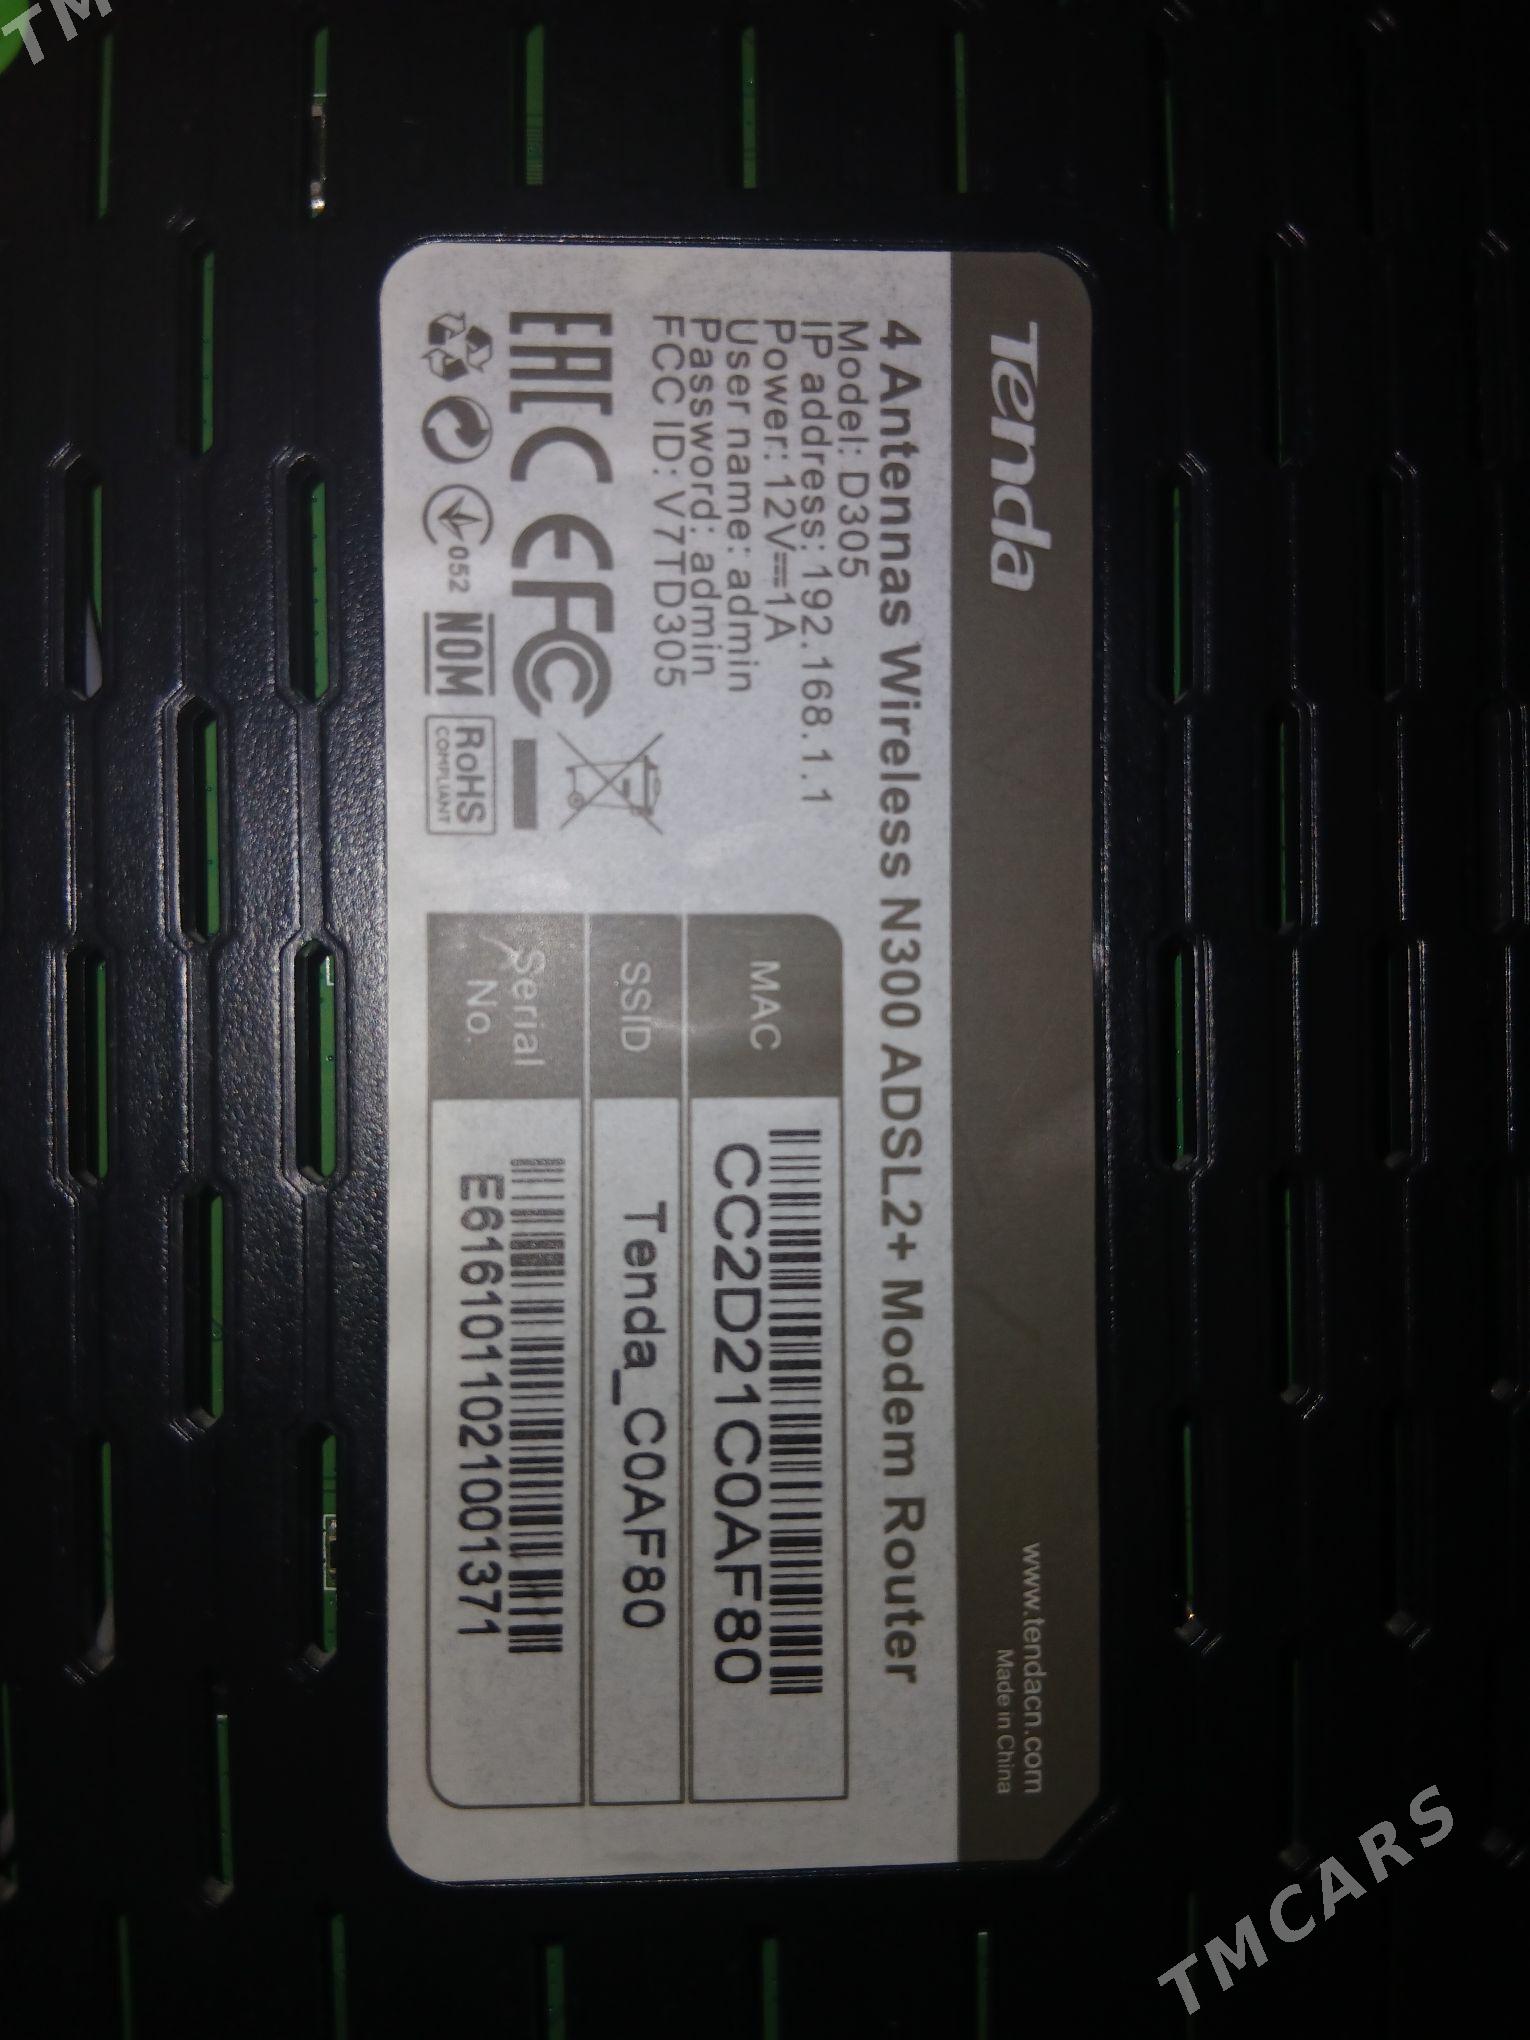 Tenda
www.tendacn.com
Made in China
4 Antennas Wireless N300 ADSL2+ Modem Router
Model: D305
IP address: 192.168.1.1
Power: 12V⎓1A
User name: admin
Password: admin
FCC ID: V7TD305
EAC CE FC
052 NOM RoHS
COMPLIANT
MAC
CC2D21C0AF80
SSID
Tenda_C0AF80
Serial
No.
E6161011021001371
TMCARS
TM